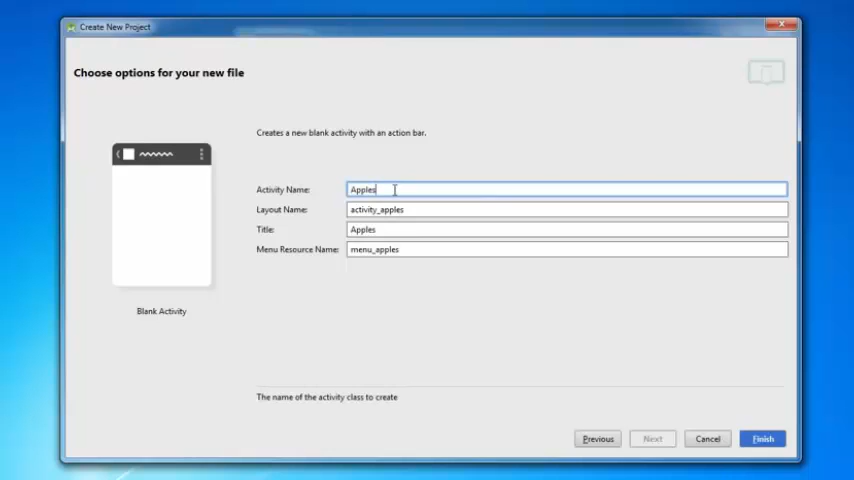 Create New Project
Choose options for your new file
Creates a new blank activity with an action bar.
Activity Name: Apples
Layout Name: activity_apples
Title: Apples
Menu Resource Name: menu_apples
Blank Activity
The name of the activity class to create
Previous Next Cancel Finish